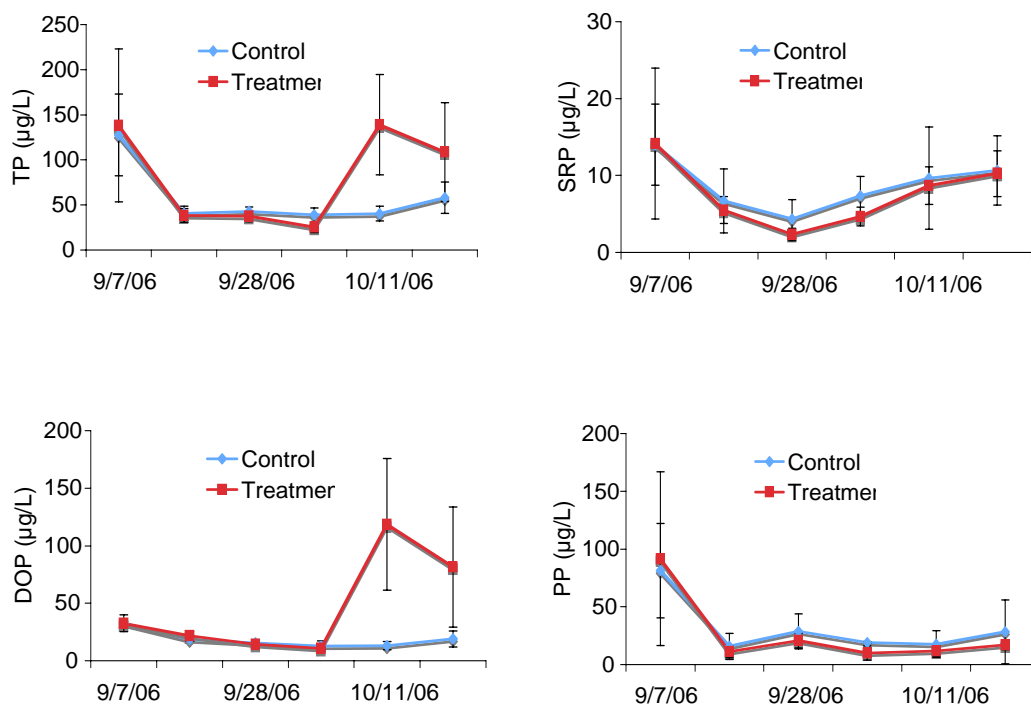 TP (µg/L)
250
200
150
100
50
0
Control
Treatmer
9/7/06 9/28/06 10/11/06
SRP (µg/L)
30
20
10
0
Control
Treatmer
9/7/06 9/28/06 10/11/06
DOP (µg/L)
200
150
100
50
0
Control
Treatmer
9/7/06 9/28/06 10/11/06
PP (µg/L)
200
150
100
50
0
Control
Treatmer
9/7/06 9/28/06 10/11/06